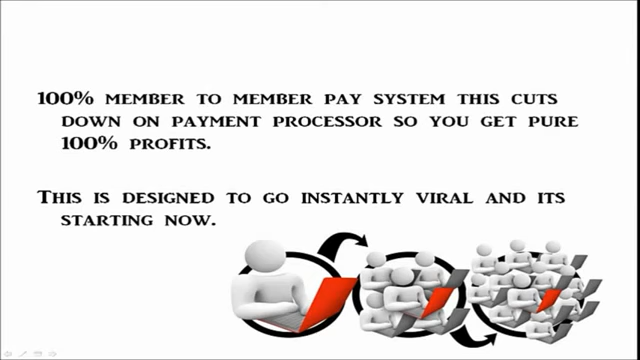 100% MEMBER TO MEMBER PAY SYSTEM THIS CUTS
DOWN ON PAYMENT PROCESSOR SO YOU GET PURE
100% PROFITS.
THIS IS DESIGNED TO GO INSTANTLY VIRAL AND ITS
STARTING NOW.